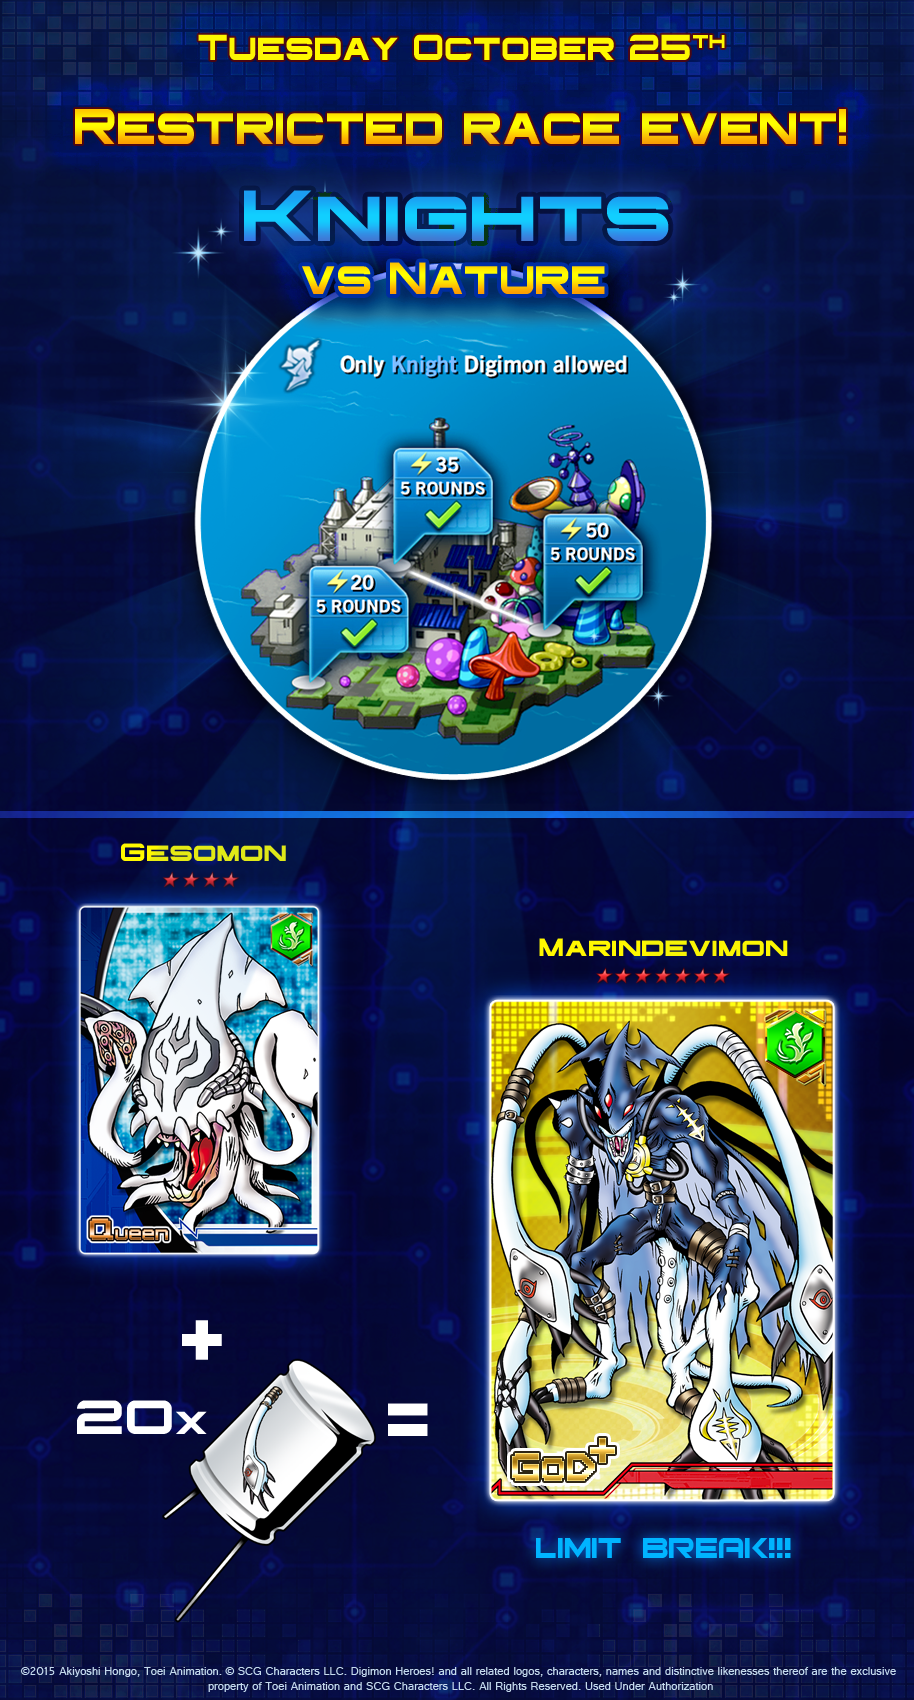 Tuesday October 25TH
Restricted race event!
Knights
vs Nature
Only Knight Digimon allowed
35
5 ROUNDS
50
5 ROUNDS
20
5 ROUNDS
Gesomon
Marindevimon
Queen
N
20x
+
=
GoD+
LIMIT BREAK!!!
©2015 Akiyoshi Hongo, Toei Animation. © SCG Characters LLC. Digimon Heroes! and all related logos, characters, names and distinctive likenesses thereof are the exclusive
property of Toei Animation and SCG Characters LLC. All Rights Reserved. Used Under Authorization